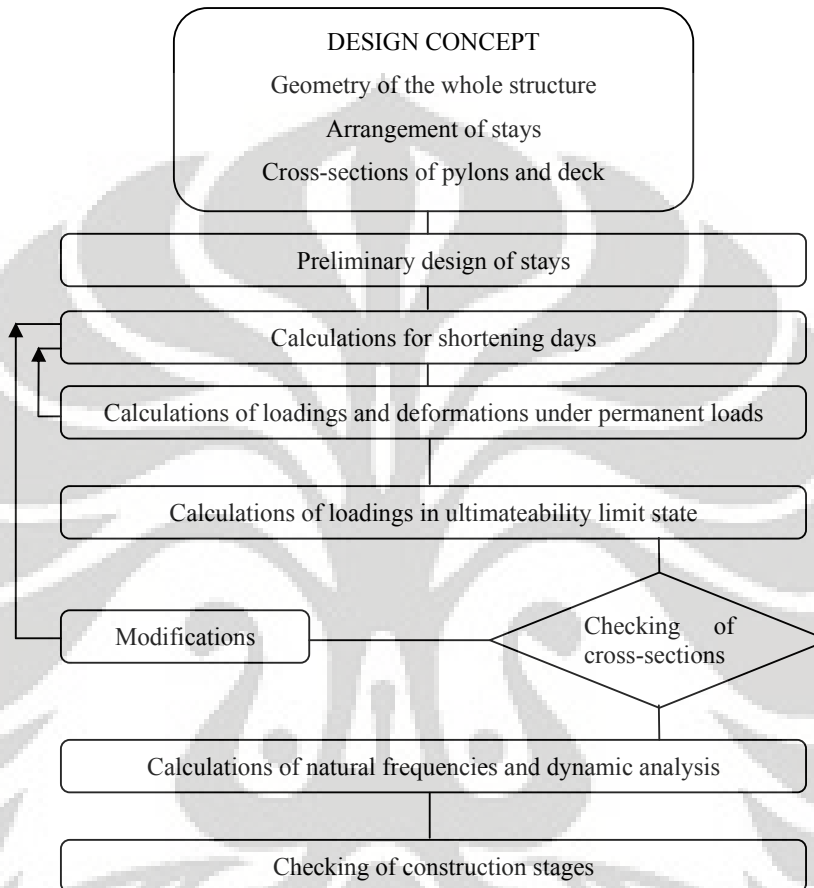 DESIGN CONCEPT
Geometry of the whole structure
Arrangement of stays
Cross-sections of pylons and deck
Preliminary design of stays
Calculations for shortening days
Calculations of loadings and deformations under permanent loads
Calculations of loadings in ultimateability limit state
Modifications
Checking of
cross-sections
Calculations of natural frequencies and dynamic analysis
Checking of construction stages